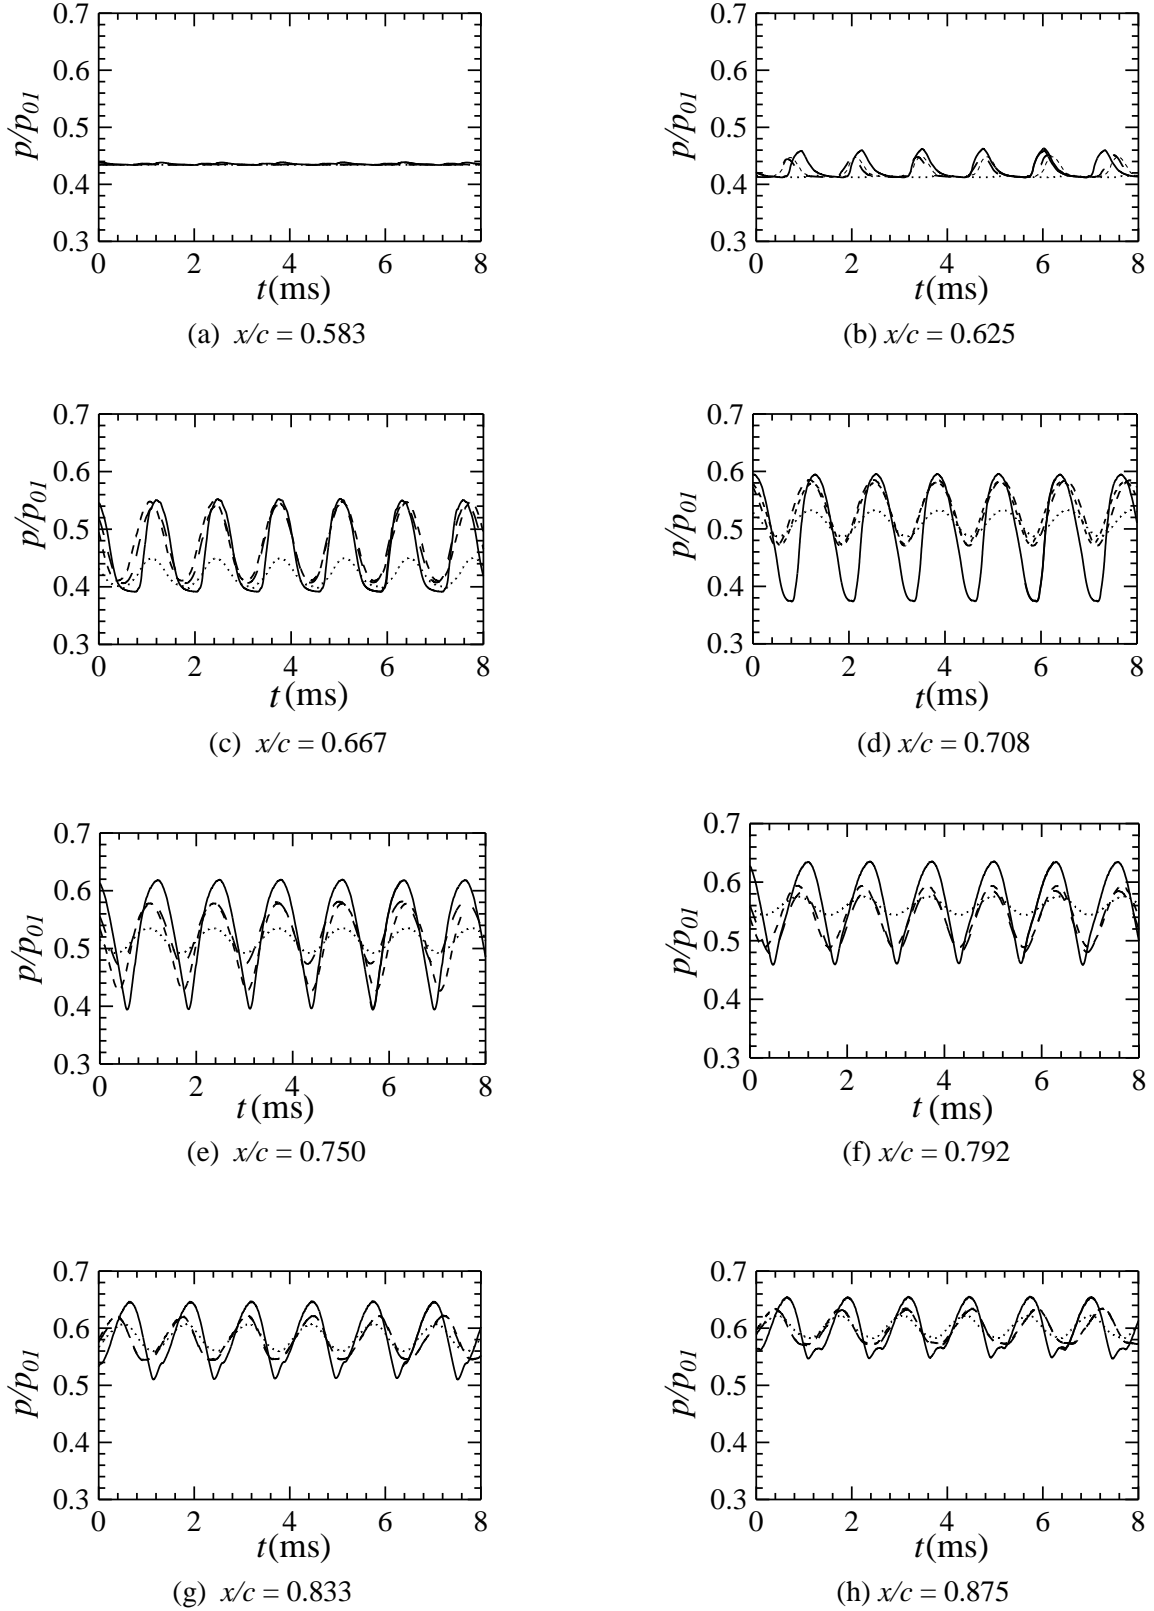 0.7
0.6
0.5
0.4
0.3
p/p01
0 2 4 6 8
t(ms)
(a) x/c = 0.583
0.7
0.6
0.5
0.4
0.3
p/p01
0 2 4 6 8
t(ms)
(b) x/c = 0.625
0.7
0.6
0.5
0.4
0.3
p/p01
0 2 4 6 8
t(ms)
(c) x/c = 0.667
0.7
0.6
0.5
0.4
0.3
p/p01
0 2 4 6 8
t(ms)
(d) x/c = 0.708
0.7
0.6
0.5
0.4
0.3
p/p01
0 2 4 6 8
t(ms)
(e) x/c = 0.750
0.7
0.6
0.5
0.4
0.3
p/p01
0 2 4 6 8
t (ms)
(f) x/c = 0.792
0.7
0.6
0.5
0.4
0.3
p/p01
0 2 4 6 8
t(ms)
(g) x/c = 0.833
0.7
0.6
0.5
0.4
0.3
p/p01
0 2 4 6 8
t(ms)
(h) x/c = 0.875